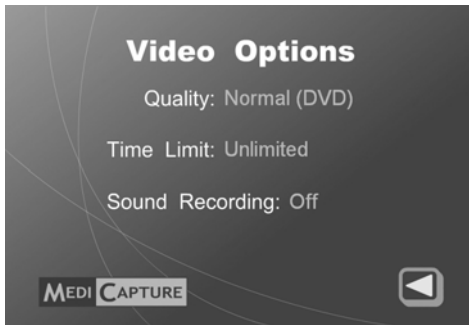 Video Options
Quality: Normal (DVD)
Time Limit: Unlimited
Sound Recording: Off
MEDI CAPTURE